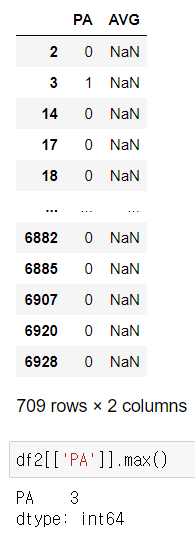 PA AVG
2 0 NaN
3 1 NaN
14 0 NaN
17 0 NaN
18 0 NaN
... ... ...
6882 0 NaN
6885 0 NaN
6907 0 NaN
6920 0 NaN
6928 0 NaN
709 rows × 2 columns
df2[['PA']].max()
PA 3
dtype: int64